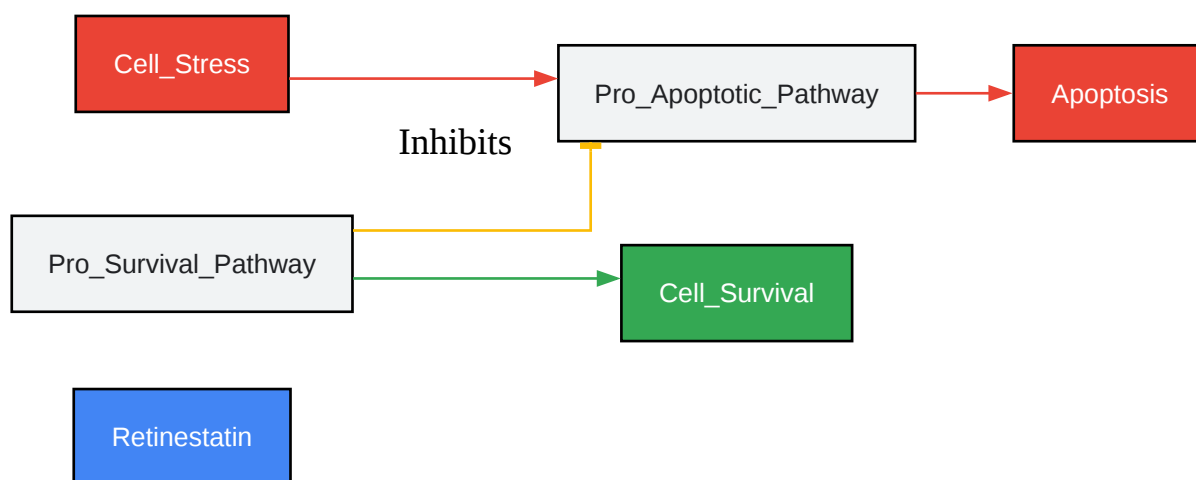 Cell_Stress
Pro_Apoptotic_Pathway
Apoptosis
Inhibits
Pro_Survival_Pathway
Cell_Survival
Retinestatin